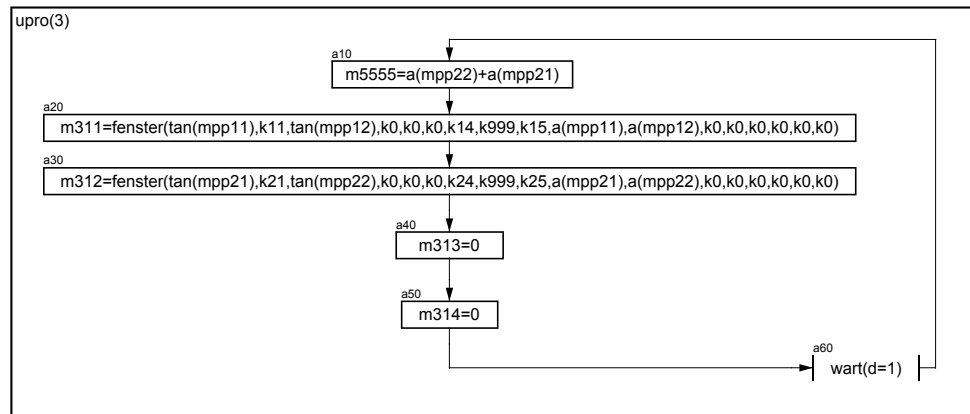 upro(3)
a10
m5555=a(mpp22)+a(mpp21)
a20
m311=fenster(tan(mpp11),k11,tan(mpp12),k0,k0,k0,k14,k999,k15,a(mpp11),a(mpp12),k0,k0,k0,k0,k0,k0)
a30
m312=fenster(tan(mpp21),k21,tan(mpp22),k0,k0,k0,k24,k999,k25,a(mpp21),a(mpp22),k0,k0,k0,k0,k0,k0)
a40
m313=0
a50
m314=0
a60
wart(d=1)